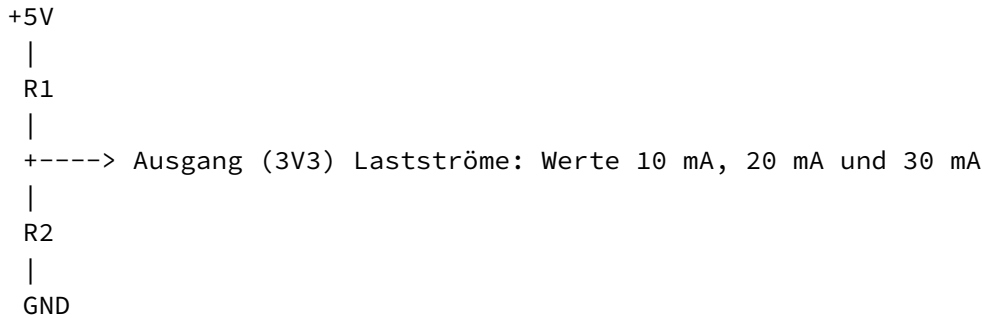 +5V
|
R1
|
+----> Ausgang (3V3) Lastströme: Werte 10 mA, 20 mA und 30 mA
|
R2
|
GND